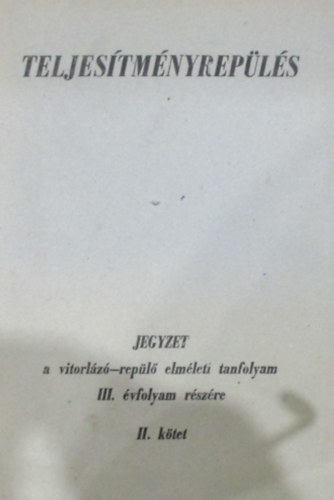 TELJESÍTMÉNYREPÜLÉS
JEGYZET
a vitorlázó–repülő elméleti tanfolyam
III. évfolyam részére
II. kötet